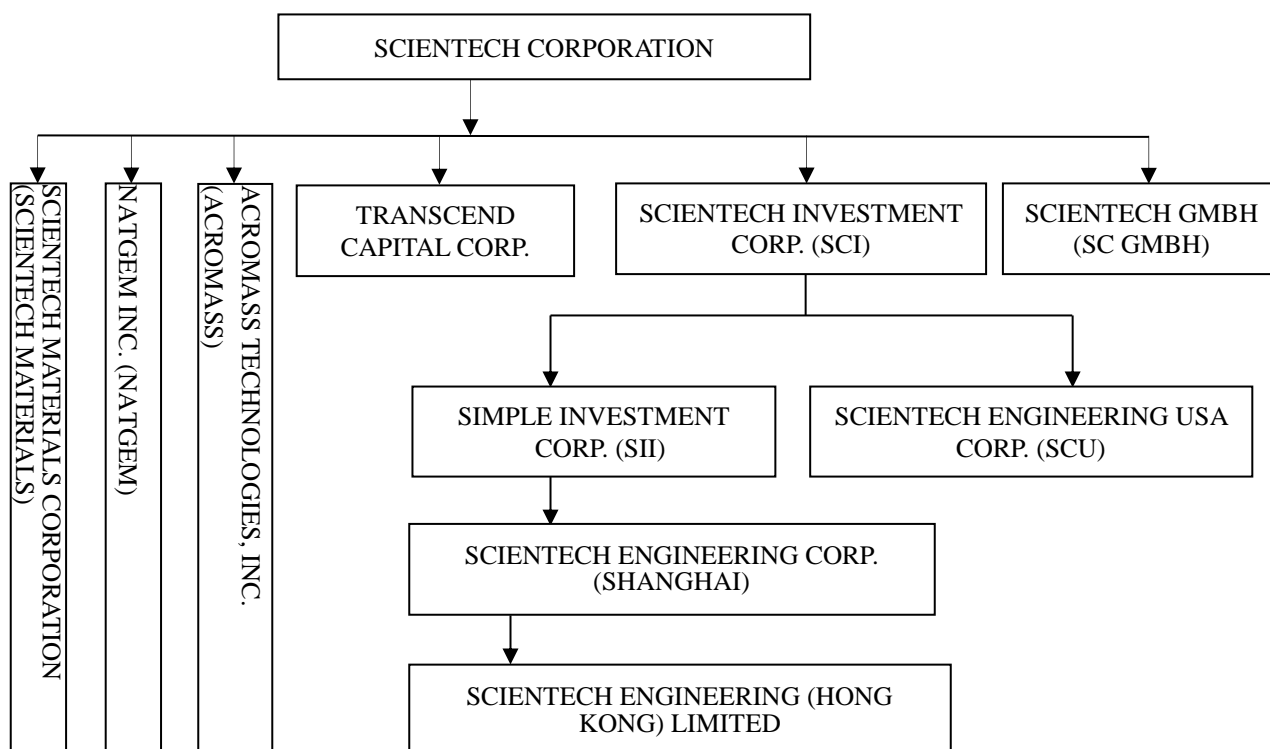 SCIENTECH CORPORATION
SCIENTECH MATERIALS CORPORATION
(SCIENTECH MATERIALS)
NATGEM INC. (NATGEM)
ACROMASS TECHNOLOGIES, INC.
(ACROMASS)
TRANSCEND
CAPITAL CORP.
SCIENTECH INVESTMENT
CORP. (SCI)
SCIENTECH GMBH
(SC GMBH)
SIMPLE INVESTMENT
CORP. (SII)
SCIENTECH ENGINEERING USA
CORP. (SCU)
SCIENTECH ENGINEERING CORP.
(SHANGHAI)
SCIENTECH ENGINEERING (HONG
KONG) LIMITED